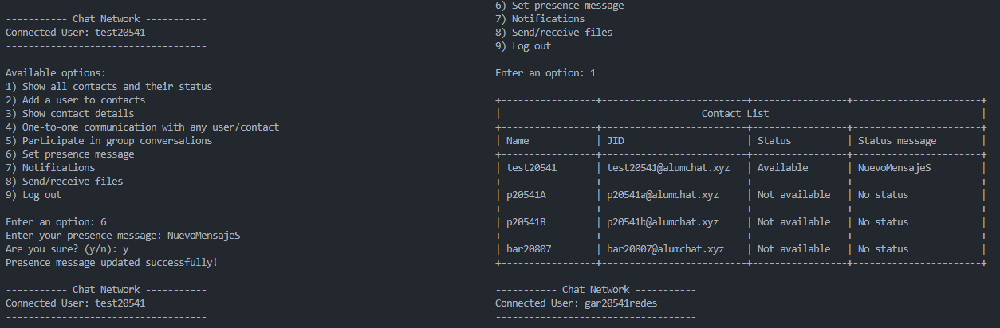 ----------- Chat Network -----------
Connected User: test20541
------------------------------------
Available options:
1) Show all contacts and their status
2) Add a user to contacts
3) Show contact details
4) One-to-one communication with any user/contact
5) Participate in group conversations
6) Set presence message
7) Notifications
8) Send/receive files
9) Log out
Enter an option: 6
Enter your presence message: NuevoMensajeS
Are you sure? (y/n): y
Presence message updated successfully!
----------- Chat Network -----------
Connected User: test20541
------------------------------------
6) Set presence message
7) Notifications
8) Send/receive files
9) Log out
Enter an option: 1
+-----------------+--------------------------+-----------------+-----------------------+
| Contact List |
+-----------------+--------------------------+-----------------+-----------------------+
| Name | JID | Status | Status message |
+-----------------+--------------------------+-----------------+-----------------------+
| test20541 | test20541@alumchat.xyz | Available | NuevoMensajeS |
+-----------------+--------------------------+-----------------+-----------------------+
| p20541A | p20541a@alumchat.xyz | Not available | No status |
+-----------------+--------------------------+-----------------+-----------------------+
| p20541B | p20541b@alumchat.xyz | Not available | No status |
+-----------------+--------------------------+-----------------+-----------------------+
| bar20807 | bar20807@alumchat.xyz | Not available | No status |
+-----------------+--------------------------+-----------------+-----------------------+
----------- Chat Network -----------
Connected User: gar20541redes
------------------------------------